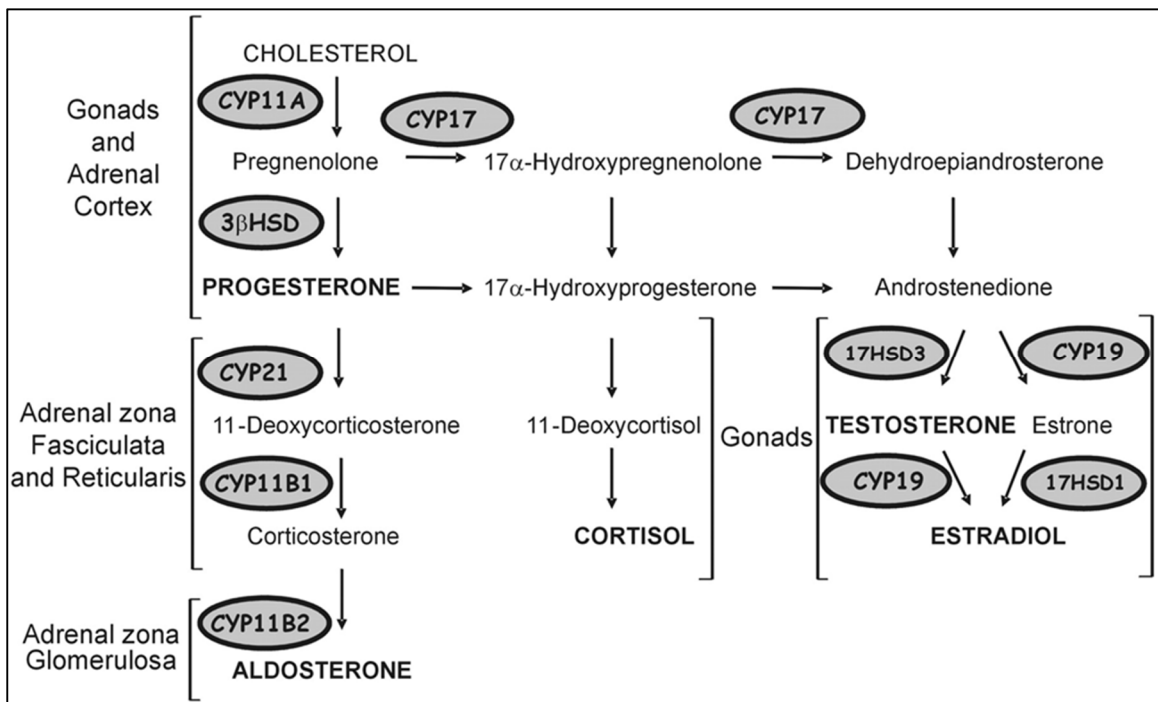 CHOLESTEROL
CYP11A
CYP17
CYP17
Gonads
and
Adrenal
Cortex
Pregnenolone
17α-Hydroxypregnenolone
Dehydroepiandrosterone
3βHSD
PROGESTERONE
17α-Hydroxyprogesterone
Androstenedione
Adrenal zona
Fasciculata
and Reticularis
CYP21
11-Deoxycorticosterone
11-Deoxycortisol
CYP11B1
Corticosterone
CORTISOL
Gonads
17HSD3
CYP19
TESTOSTERONE
Estrone
CYP19
17HSD1
ESTRADIOL
Adrenal zona
Glomerulosa
CYP11B2
ALDOSTERONE